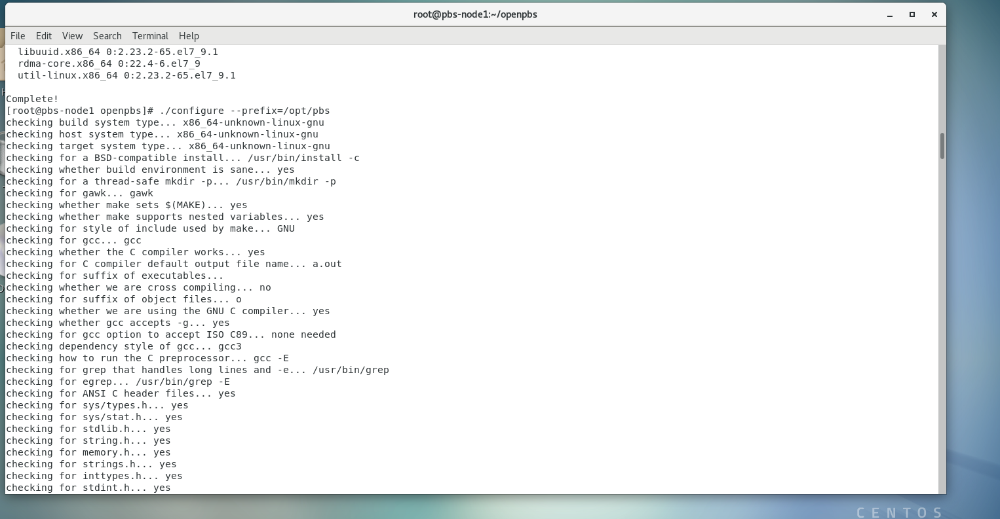 root@pbs-node1:~/openpbs
File Edit View Search Terminal Help
libuuid.x86_64 0:2.23.2-65.el7_9.1
rdma-core.x86_64 0:22.4-6.el7_9
util-linux.x86_64 0:2.23.2-65.el7_9.1
Complete!
[root@pbs-node1 openpbs]# ./configure --prefix=/opt/pbs
checking build system type... x86_64-unknown-linux-gnu
checking host system type... x86_64-unknown-linux-gnu
checking target system type... x86_64-unknown-linux-gnu
checking for a BSD-compatible install... /usr/bin/install -c
checking whether build environment is sane... yes
checking for a thread-safe mkdir -p... /usr/bin/mkdir -p
checking for gawk... gawk
checking whether make sets $(MAKE)... yes
checking whether make supports nested variables... yes
checking for style of include used by make... GNU
checking for gcc... gcc
checking whether the C compiler works... yes
checking for C compiler default output file name... a.out
checking for suffix of executables...
checking whether we are cross compiling... no
checking for suffix of object files... o
checking whether we are using the GNU C compiler... yes
checking whether gcc accepts -g... yes
checking for gcc option to accept ISO C89... none needed
checking dependency style of gcc... gcc3
checking how to run the C preprocessor... gcc -E
checking for grep that handles long lines and -e... /usr/bin/grep
checking for egrep... /usr/bin/grep -E
checking for ANSI C header files... yes
checking for sys/types.h... yes
checking for sys/stat.h... yes
checking for stdlib.h... yes
checking for string.h... yes
checking for memory.h... yes
checking for strings.h... yes
checking for inttypes.h... yes
checking for stdint.h... yes
CENTOS